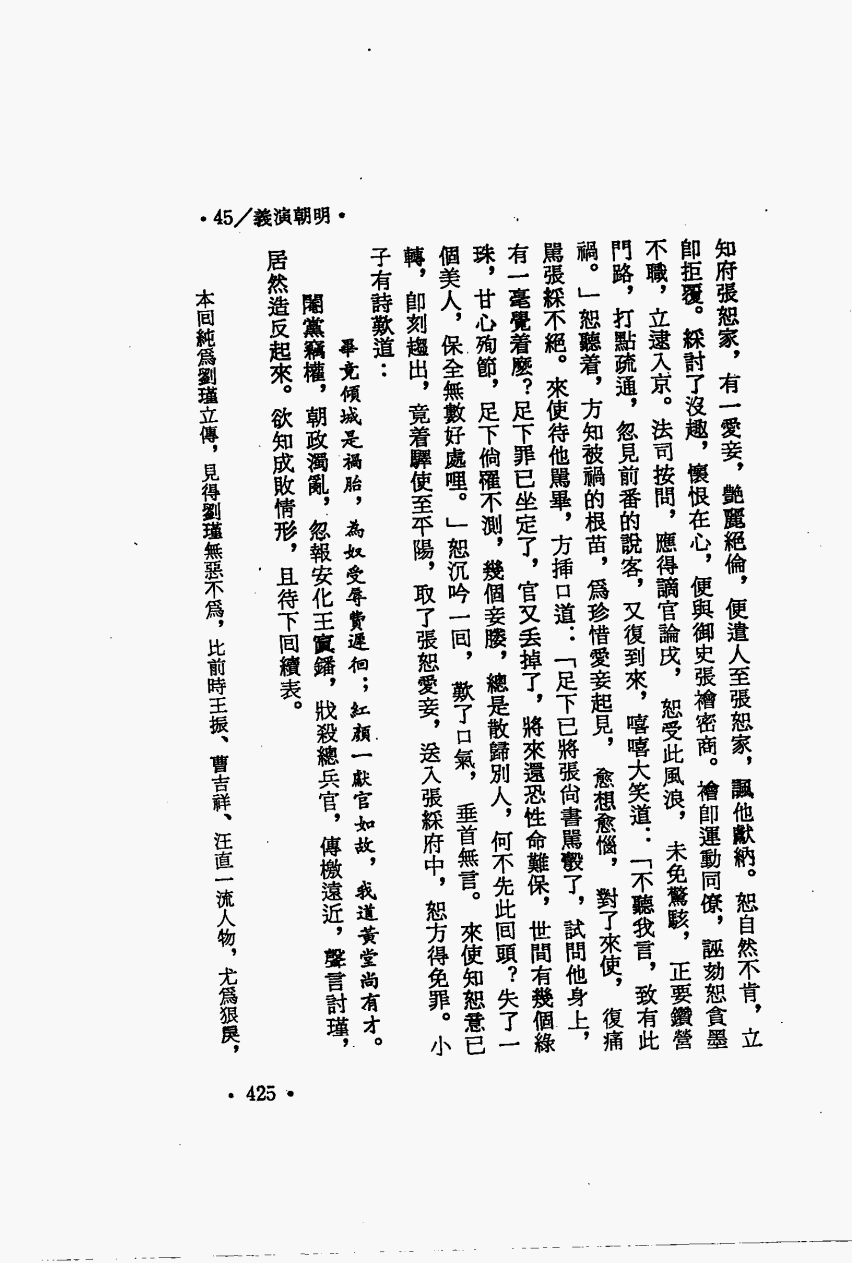 •45/義演朝明•
知府張恕家，有一愛妾，艷麗絕倫，便遣人至張恕家，諷他獻納。恕自然不肯，立
卽拒覆。綵討了沒趣，懷恨在心，便與御史張禬密商。禬卽運動同僚，誣劾恕貪墨
不職，立逮入京。法司按問，應得謫官論戍，恕受此風浪，未免驚駭，正要鑽營
門路，打點疏通，忽見前番的說客，又復到來，嘻嘻大笑道：「不聽我言，致有此
禍。」恕聽着，方知被禍的根苗，爲珍惜愛妾起見，愈想愈惱，對了來使，復痛
駡張綵不絕。來使待他駡畢，方揷口道：「足下已將張尙書駡彀了，試問他身上，
有一毫覺着麼？足下罪已坐定了，官又丢掉了，將來還恐性命難保，世間有幾個綠
珠，甘心殉節，足下倘罹不測，幾個妾媵，總是散歸別人，何不先此回頭？失了一
個美人，保全無數好處哩。」恕沉吟一回，歎了口氣，垂首無言。來使知恕意已
轉，卽刻趨出，竟着驛使至平陽，取了張恕愛妾，送入張綵府中，恕方得免罪。小
子有詩歎道：
畢竟傾城是禍胎，為奴受辱費遲徊；紅顏一獻官如故，我道黃堂尚有才。
閹黨竊權，朝政濁亂，忽報安化王寘鐇，戕殺總兵官，傳檄遠近，聲言討瑾，
居然造反起來。欲知成敗情形，且待下回續表。
本回純爲劉瑾立傳，見得劉瑾無惡不爲，比前時王振、曹吉祥、汪直一流人物，尤爲狠戾，
•425•